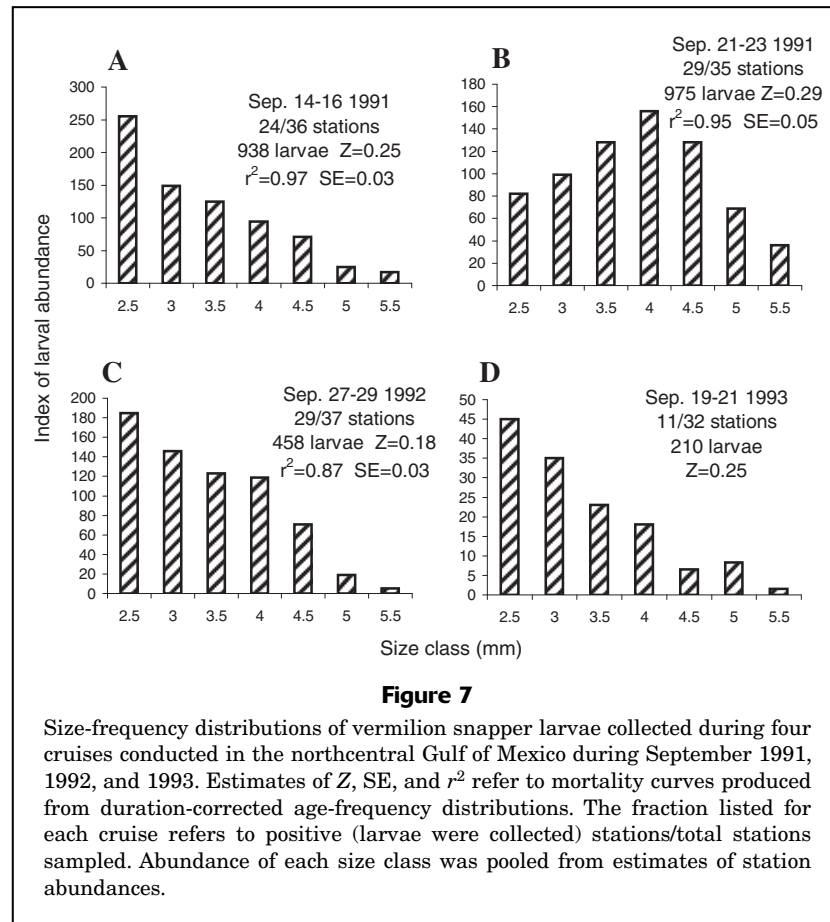 A
Sep. 14-16 1991
24/36 stations
938 larvae Z=0.25
r²=0.97 SE=0.03
300
250
200
150
100
50
0
2.5 3 3.5 4 4.5 5 5.5
B
Sep. 21-23 1991
29/35 stations
975 larvae Z=0.29
r²=0.95 SE=0.05
180
160
140
120
100
80
60
40
20
0
2.5 3 3.5 4 4.5 5 5.5
Index of larval abundance
C
Sep. 27-29 1992
29/37 stations
458 larvae Z=0.18
r²=0.87 SE=0.03
200
180
160
140
120
100
80
60
40
20
0
2.5 3 3.5 4 4.5 5 5.5
D
Sep. 19-21 1993
11/32 stations
210 larvae
Z=0.25
50
45
40
35
30
25
20
15
10
5
0
2.5 3 3.5 4 4.5 5 5.5
Size class (mm)
Figure 7
Size-frequency distributions of vermilion snapper larvae collected during four
cruises conducted in the northcentral Gulf of Mexico during September 1991,
1992, and 1993. Estimates of Z, SE, and r² refer to mortality curves produced
from duration-corrected age-frequency distributions. The fraction listed for
each cruise refers to positive (larvae were collected) stations/total stations
sampled. Abundance of each size class was pooled from estimates of station
abundances.